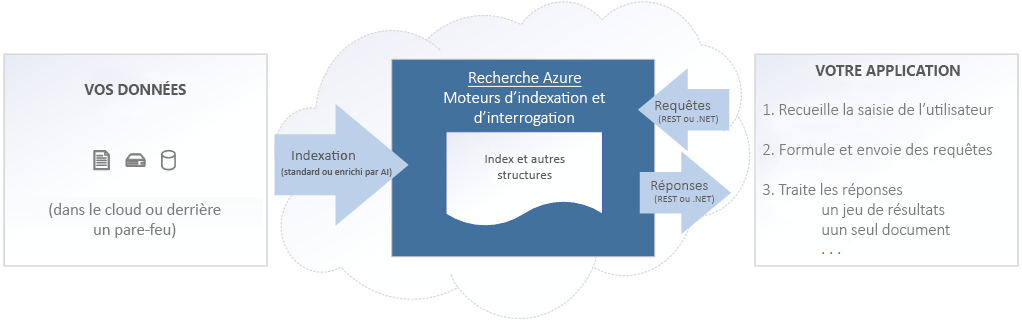 VOS DONNÉES
(dans le cloud ou derrière
un pare-feu)
Indexation
(standard ou enrichi par AI)
Recherche Azure
Moteurs d'indexation et
d'interrogation
Index et autres
structures
Requêtes
(REST ou .NET)
Réponses
(REST ou .NET)
VOTRE APPLICATION
1. Recueille la saisie de l'utilisateur
2. Formule et envoie des requêtes
3. Traite les réponses
un jeu de résultats
uun seul document
. . .